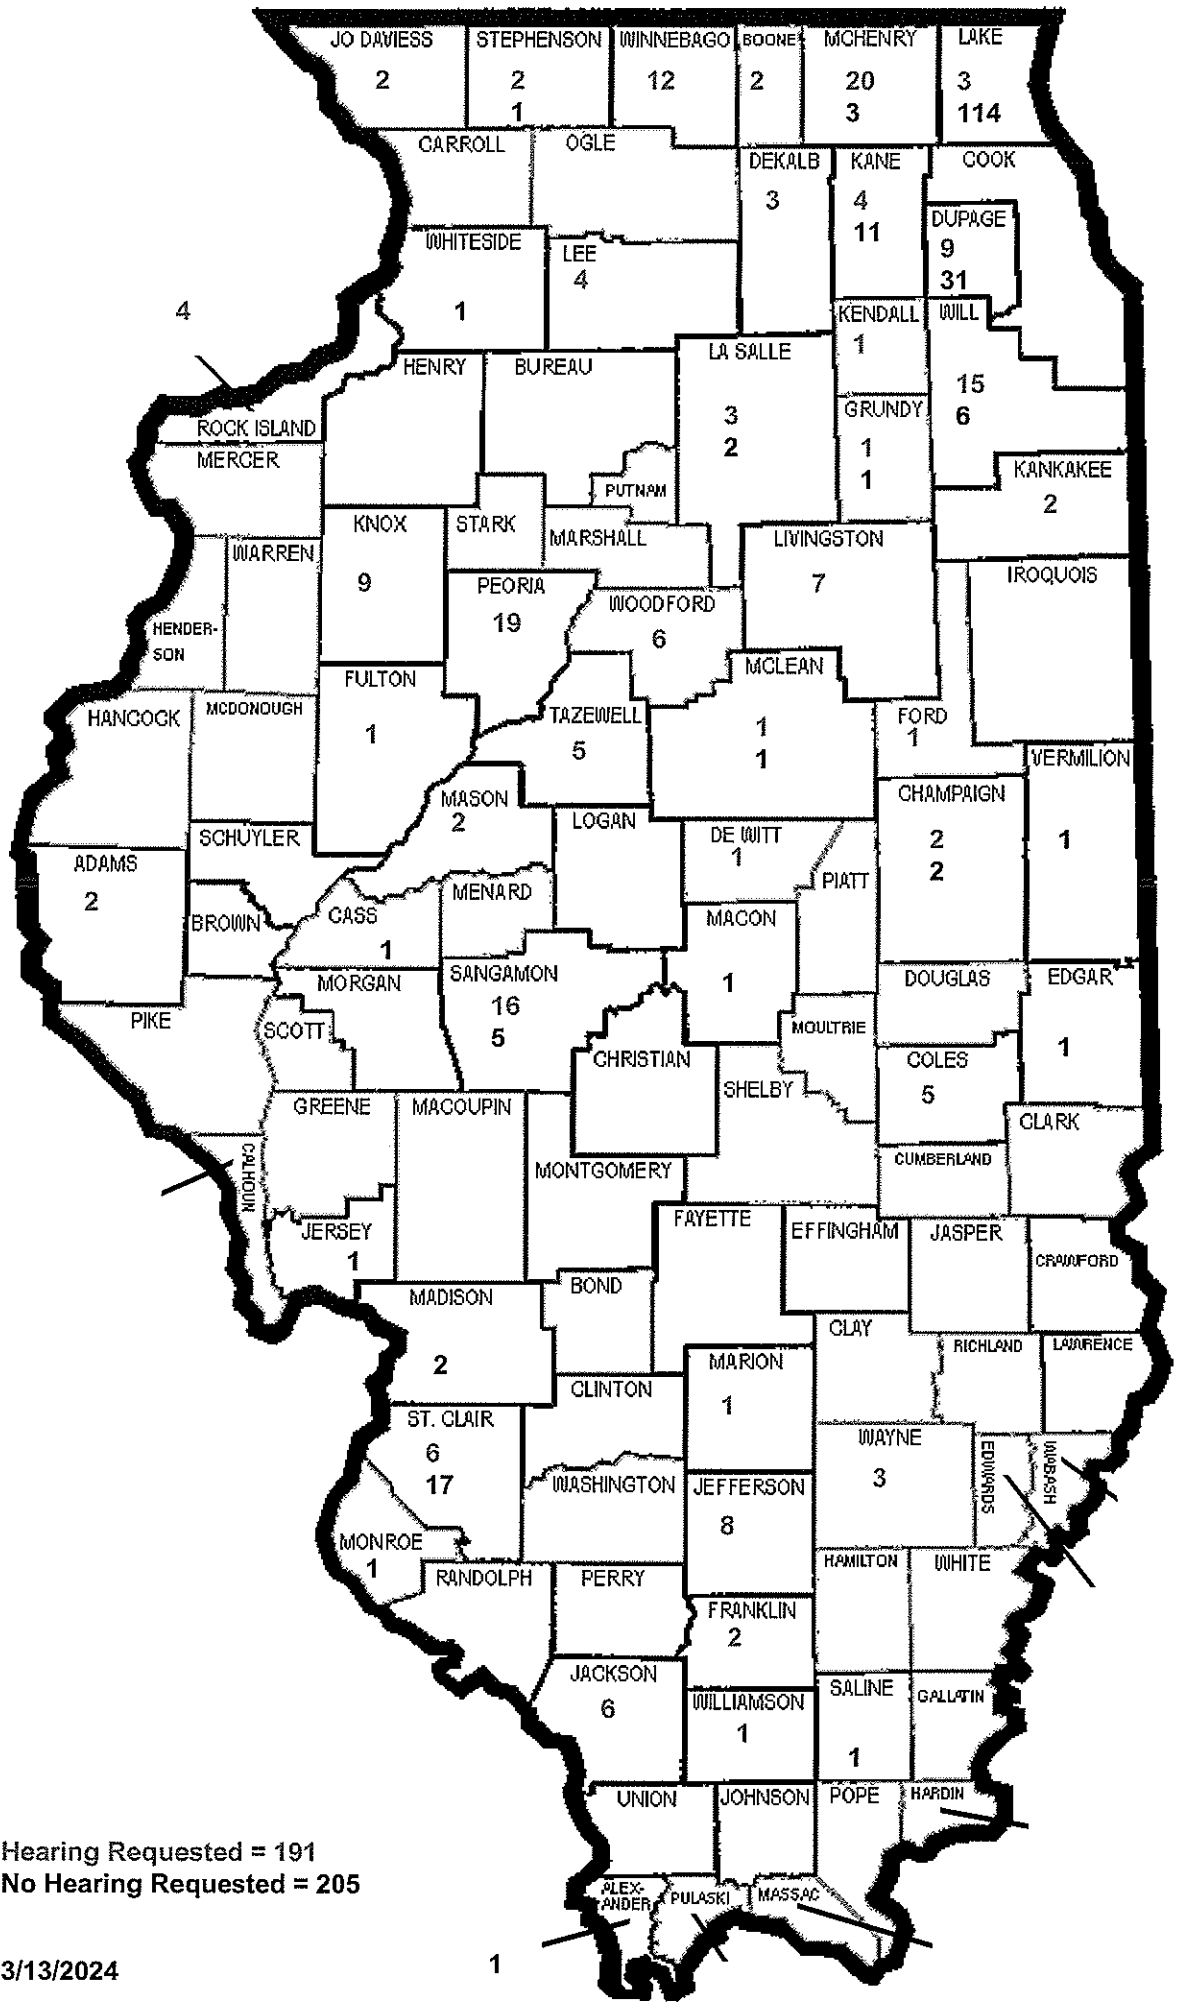 JO DAVIESS
2
STEPHENSON
2
1
WINNEBAGO
12
BOONE
2
MCHENRY
20
3
LAKE
3
114
CARROLL
OGLE
DEKALB
3
KANE
4
11
COOK
DUPAGE
9
31
WHITESIDE
1
LEE
4
4
KENDALL
1
WILL
15
6
ROCK ISLAND
HENRY
BUREAU
LA SALLE
3
2
GRUNDY
1
1
MERCER
PUTNAM
KANKAKEE
2
KNOX
9
STARK
MARSHALL
LIVINGSTON
7
IROQUOIS
WARREN
HENDER-
SON
PEORIA
19
WOODFORD
6
MCLEAN
1
1
FULTON
1
HANCOCK
MCDONOUGH
TAZEWELL
5
FORD
1
VERMILION
1
MASON
2
LOGAN
DE WITT
1
CHAMPAIGN
2
2
SCHUYLER
ADAMS
2
PIATT
BROWN
CASS
1
MENARD
MACON
1
MORGAN
SANGAMON
16
5
DOUGLAS
EDGAR
1
PIKE
SCOTT
CHRISTIAN
MOULTRIE
COLES
5
SHELBY
GREENE
MACOUPIN
CLARK
CALHOUN
MONTGOMERY
CUMBERLAND
JERSEY
1
FAYETTE
EFFINGHAM
JASPER
CRAWFORD
MADISON
2
BOND
CLAY
RICHLAND
LAWRENCE
MARION
1
CLINTON
ST. CLAIR
6
17
WAYNE
3
EDWARDS
WABASH
WASHINGTON
JEFFERSON
8
MONROE
1
RANDOLPH
PERRY
HAMILTON
WHITE
FRANKLIN
2
JACKSON
6
WILLIAMSON
1
SALINE
1
GALLATIN
UNION
JOHNSON
POPE
HARDIN
Hearing Requested = 191
No Hearing Requested = 205
ALEX-
ANDER
PULASKI
MASSAC
1
3/13/2024